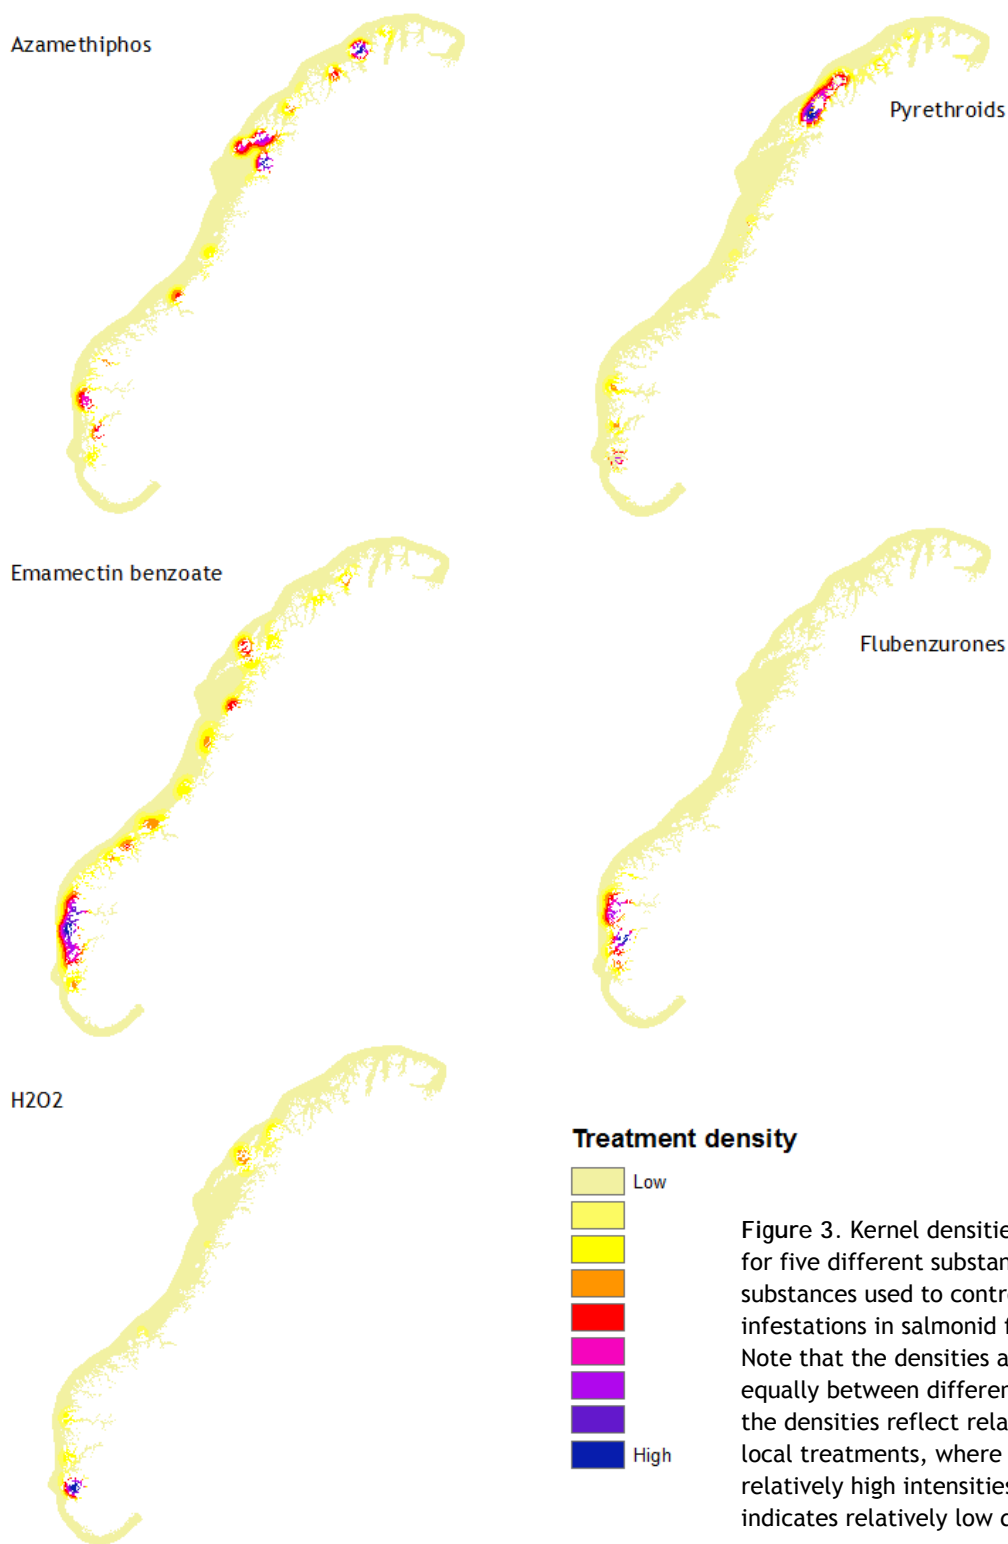 Azamethiphos
Pyrethroids
Emamectin benzoate
Flubenzurones
H2O2
Treatment density
Low
High
Figure 3. Kernel densities
for five different substan
substances used to contr
infestations in salmonid f
Note that the densities a
equally between differen
the densities reflect rela
local treatments, where
relatively high intensities
indicates relatively low d